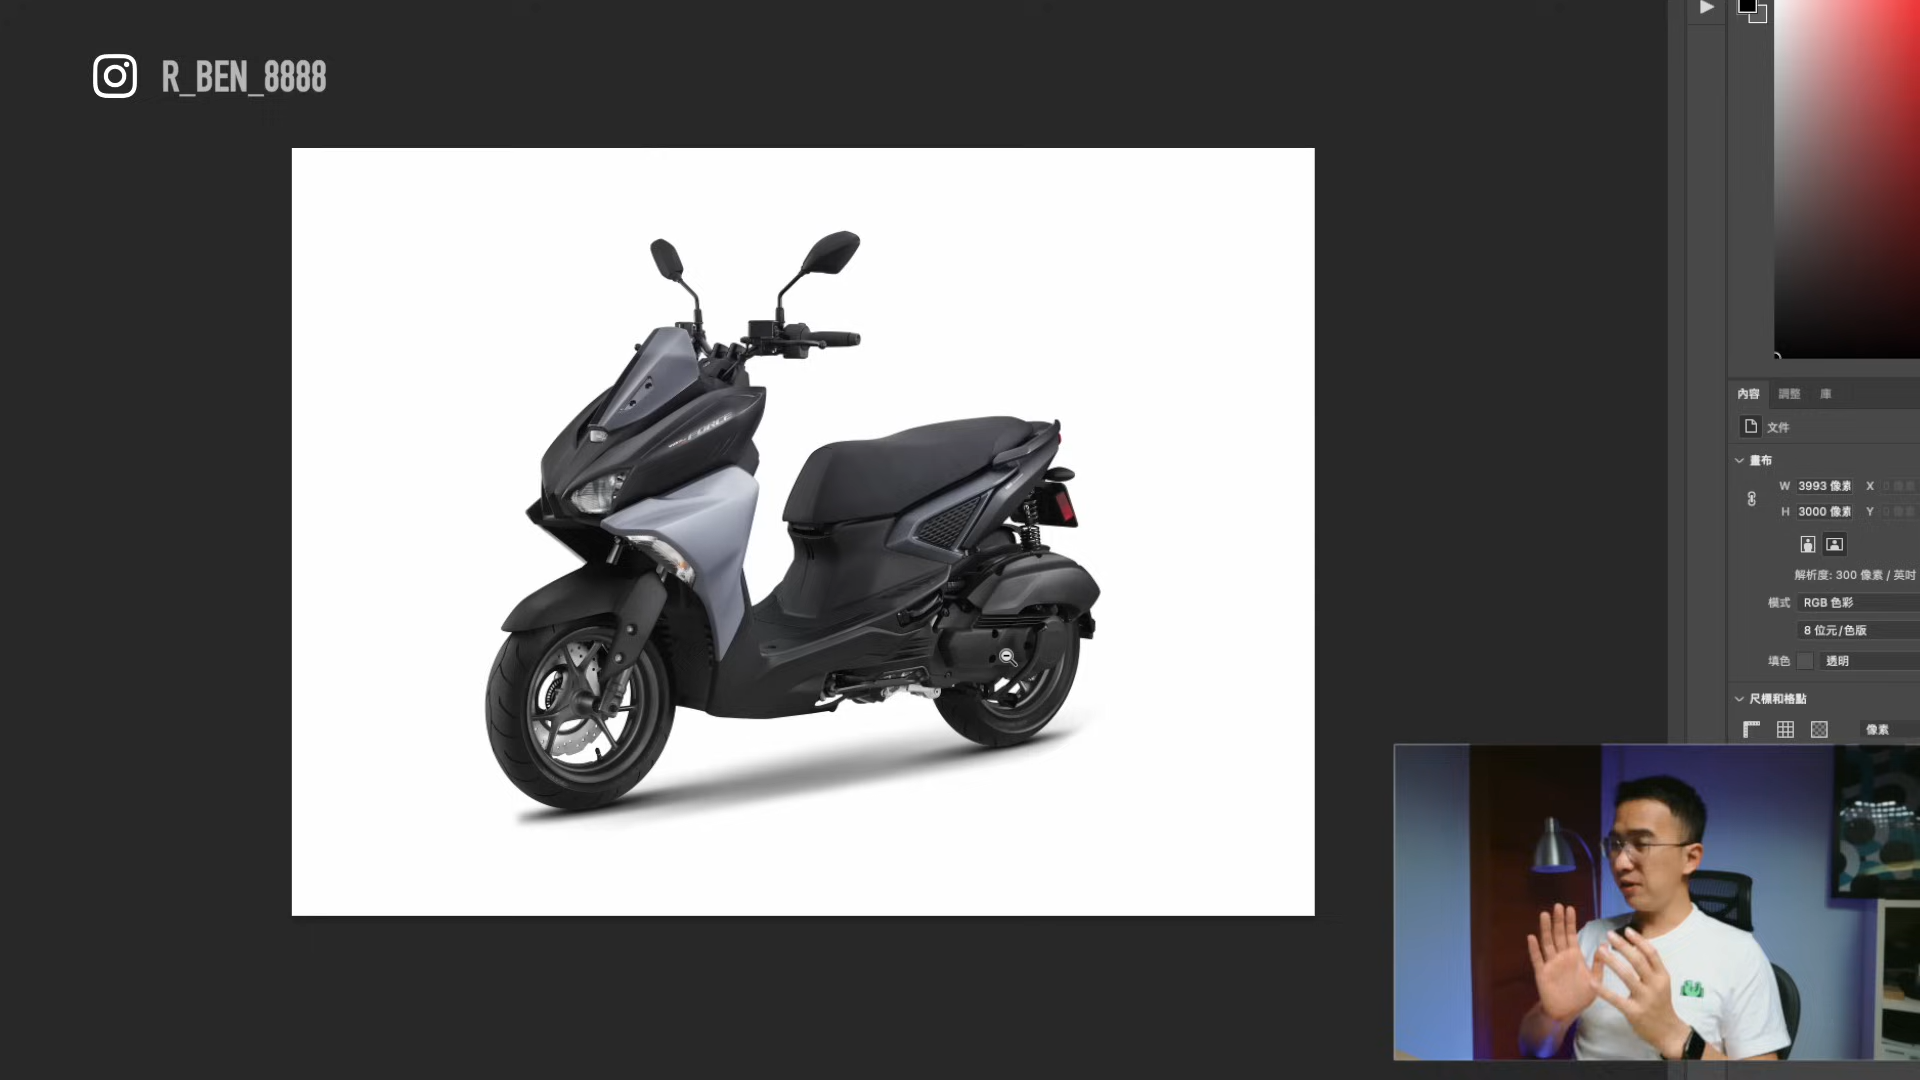 R_BEN_8888
FORCE
內容 調整 庫
文件
畫布
W 3993 像素 X
H 3000 像素 Y
解析度: 300 像素 / 英吋
模式 RGB 色彩
8 位元/色版
填色 透明
尺標和格點
像素